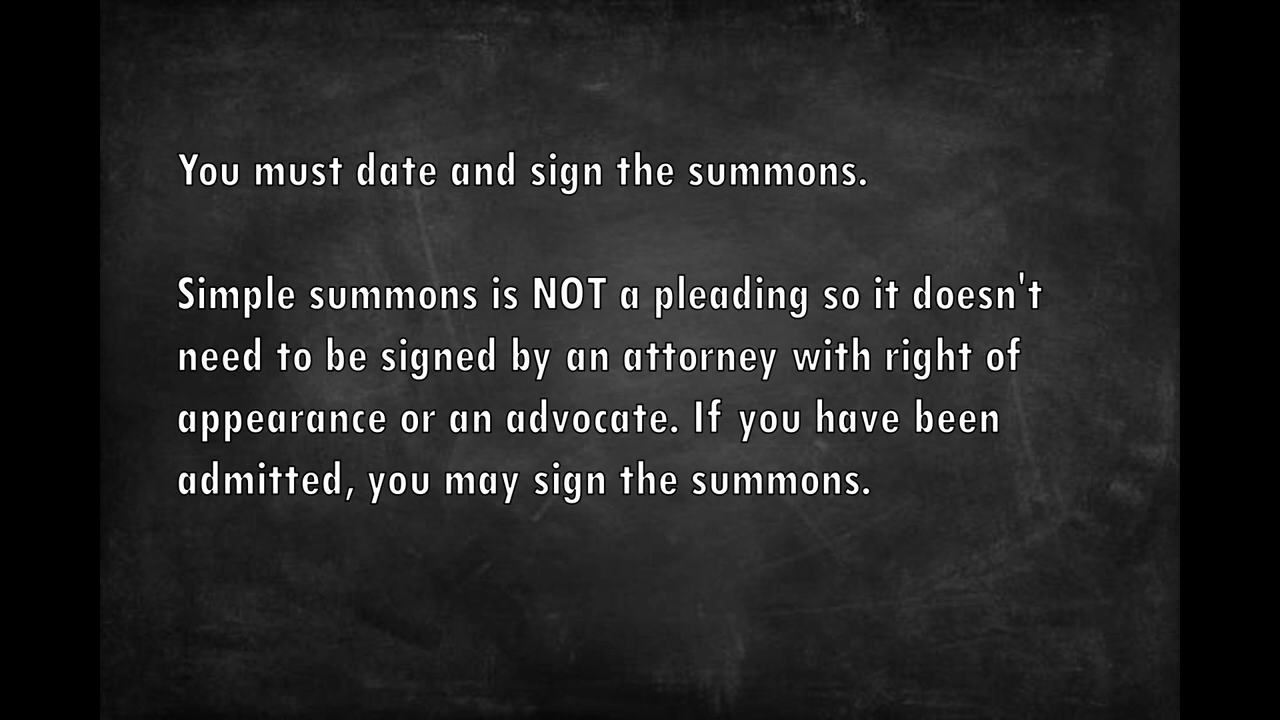 You must date and sign the summons.
Simple summons is NOT a pleading so it doesn't
need to be signed by an attorney with right of
appearance or an advocate. If you have been
admitted, you may sign the summons.